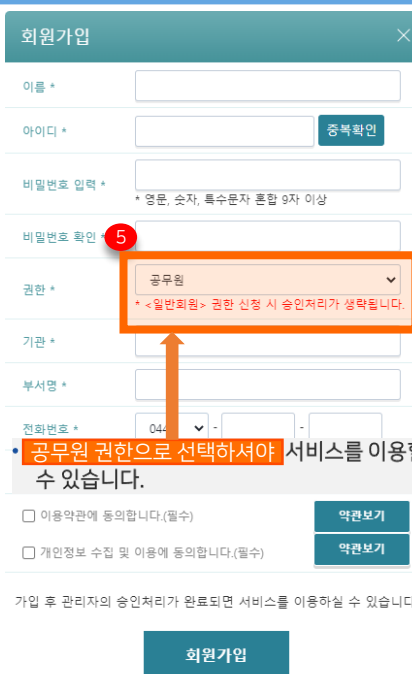 회원가입 ×
이름 *
아이디 * 중복확인
비밀번호 입력 *
* 영문, 숫자, 특수문자 혼합 9자 이상
비밀번호 확인 * 5
권한 * 공무원
* <일반회원> 권한 신청 시 승인처리가 생략됩니다.
기관 *
부서명 *
전화번호 * 044 - -
• 공무원 권한으로 선택하셔야 서비스를 이용할
수 있습니다.
이용약관에 동의합니다.(필수) 약관보기
개인정보 수집 및 이용에 동의합니다.(필수) 약관보기
가입 후 관리자의 승인처리가 완료되면 서비스를 이용하실 수 있습니다
회원가입